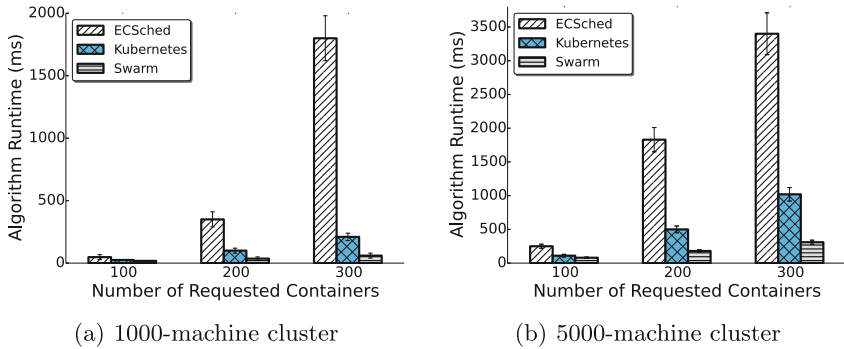 2000
1500
1000
500
0
Algorithm Runtime (ms)
ECSched
Kubernetes
Swarm
100
200
300
Number of Requested Containers
(a) 1000-machine cluster
3500
3000
2500
2000
1500
1000
500
0
Algorithm Runtime (ms)
ECSched
Kubernetes
Swarm
100
200
300
Number of Requested Containers
(b) 5000-machine cluster